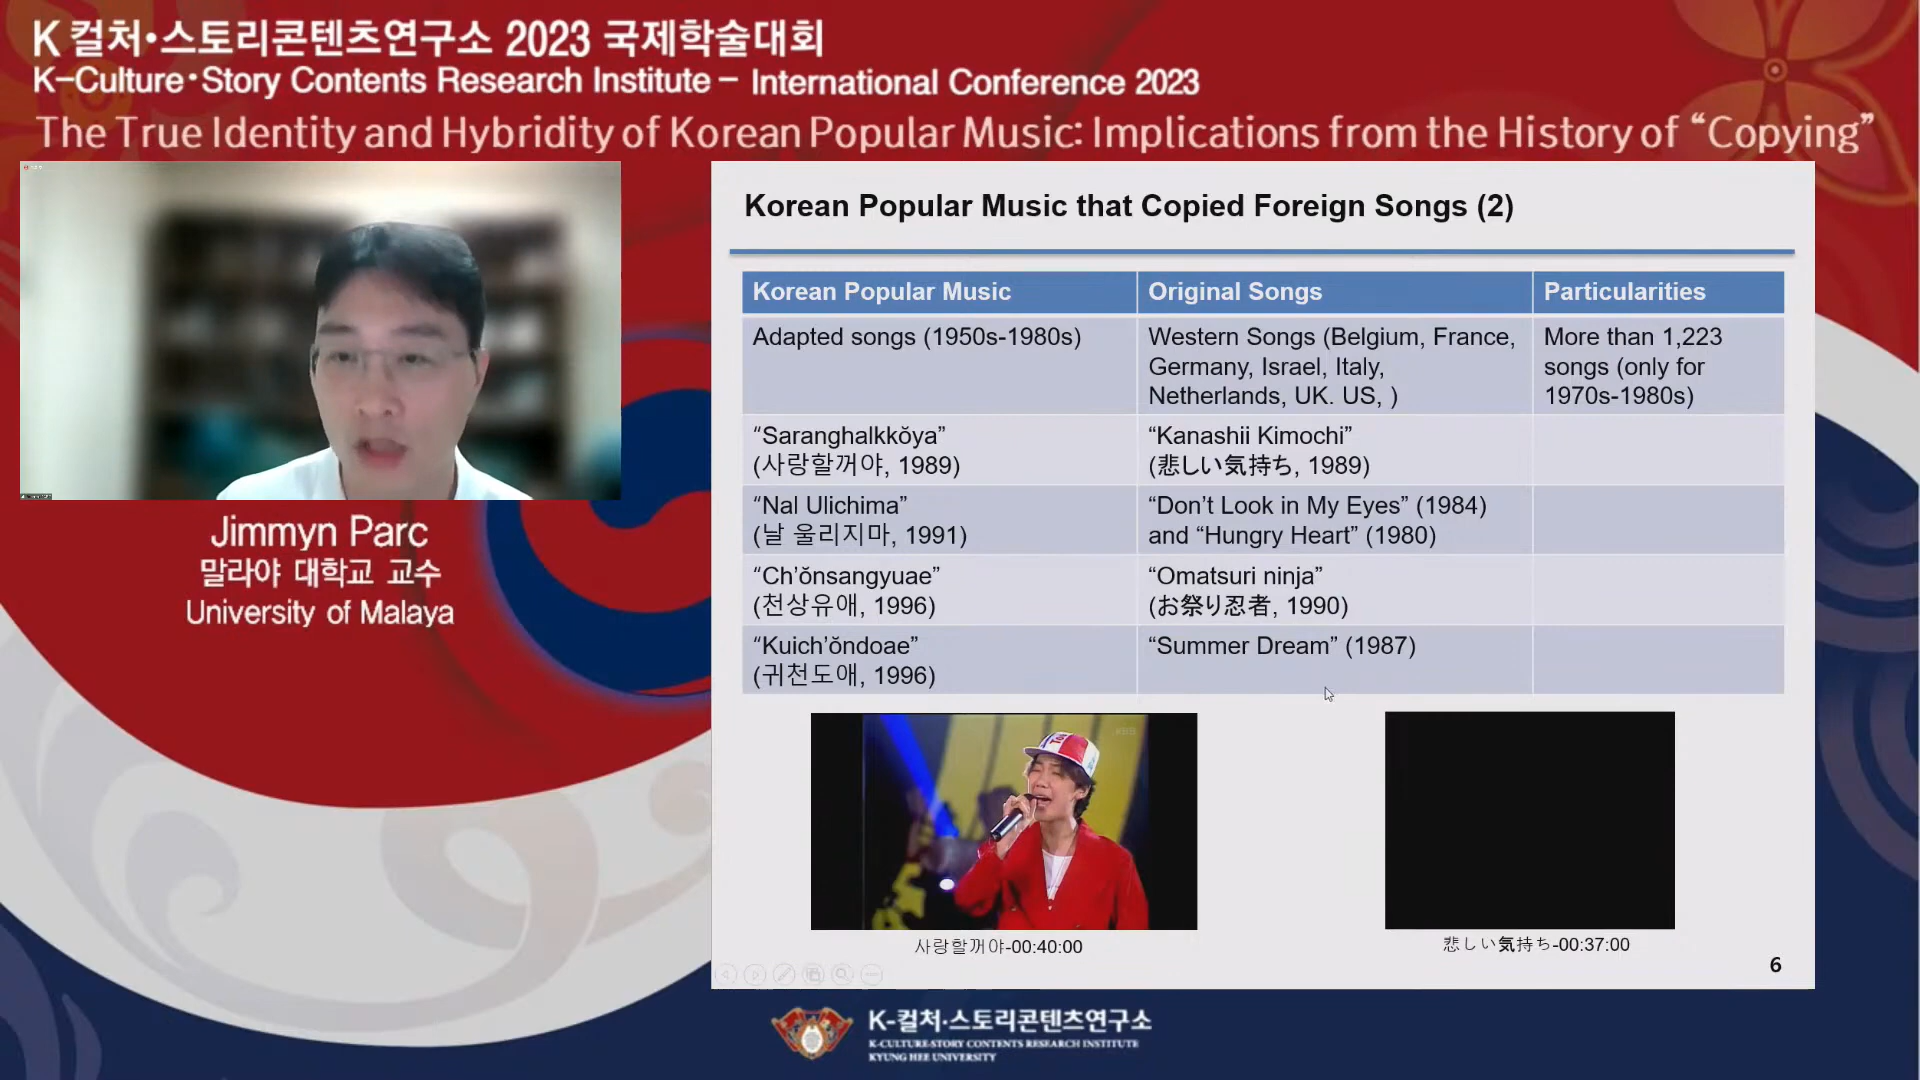 K 컬처•스토리콘텐츠연구소 2023 국제학술대회
K-Culture•Story Contents Research Institute - International Conference 2023
The True Identity and Hybridity of Korean Popular Music: Implications from the History of “Copying”
Jimmyn Parc
말라야 대학교 교수
University of Malaya
Korean Popular Music that Copied Foreign Songs (2)
Korean Popular Music
Original Songs
Particularities
Adapted songs (1950s-1980s)
Western Songs (Belgium, France,
Germany, Israel, Italy,
Netherlands, UK. US, )
More than 1,223
songs (only for
1970s-1980s)
“Saranghalkkŏya”
(사랑할꺼야, 1989)
“Kanashii Kimochi”
(悲しい気持ち, 1989)
“Nal Ulichima”
(날 울리지마, 1991)
“Don’t Look in My Eyes” (1984)
and “Hungry Heart” (1980)
“Ch’ŏnsangyuae”
(천상유애, 1996)
“Omatsuri ninja”
(お祭り忍者, 1990)
“Kuich’ŏndoae”
(귀천도애, 1996)
“Summer Dream” (1987)
KBS
사랑할꺼야-00:40:00
悲しい気持ち-00:37:00
6
K-컬처•스토리콘텐츠연구소
K-CULTURE•STORY CONTENTS RESEARCH INSTITUTE
KYUNG HEE UNIVERSITY